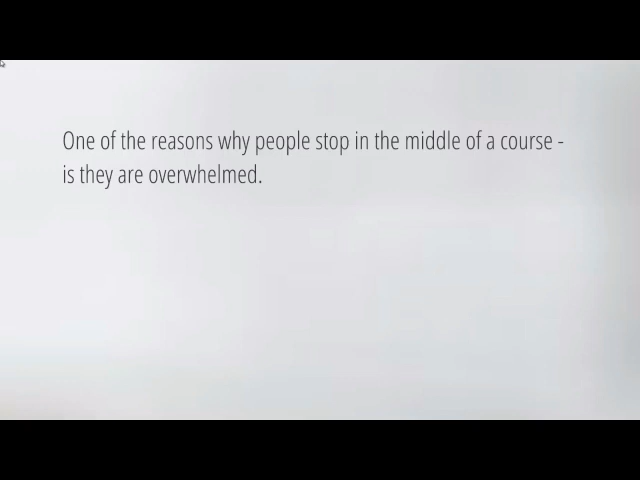 One of the reasons why people stop in the middle of a course -
is they are overwhelmed.